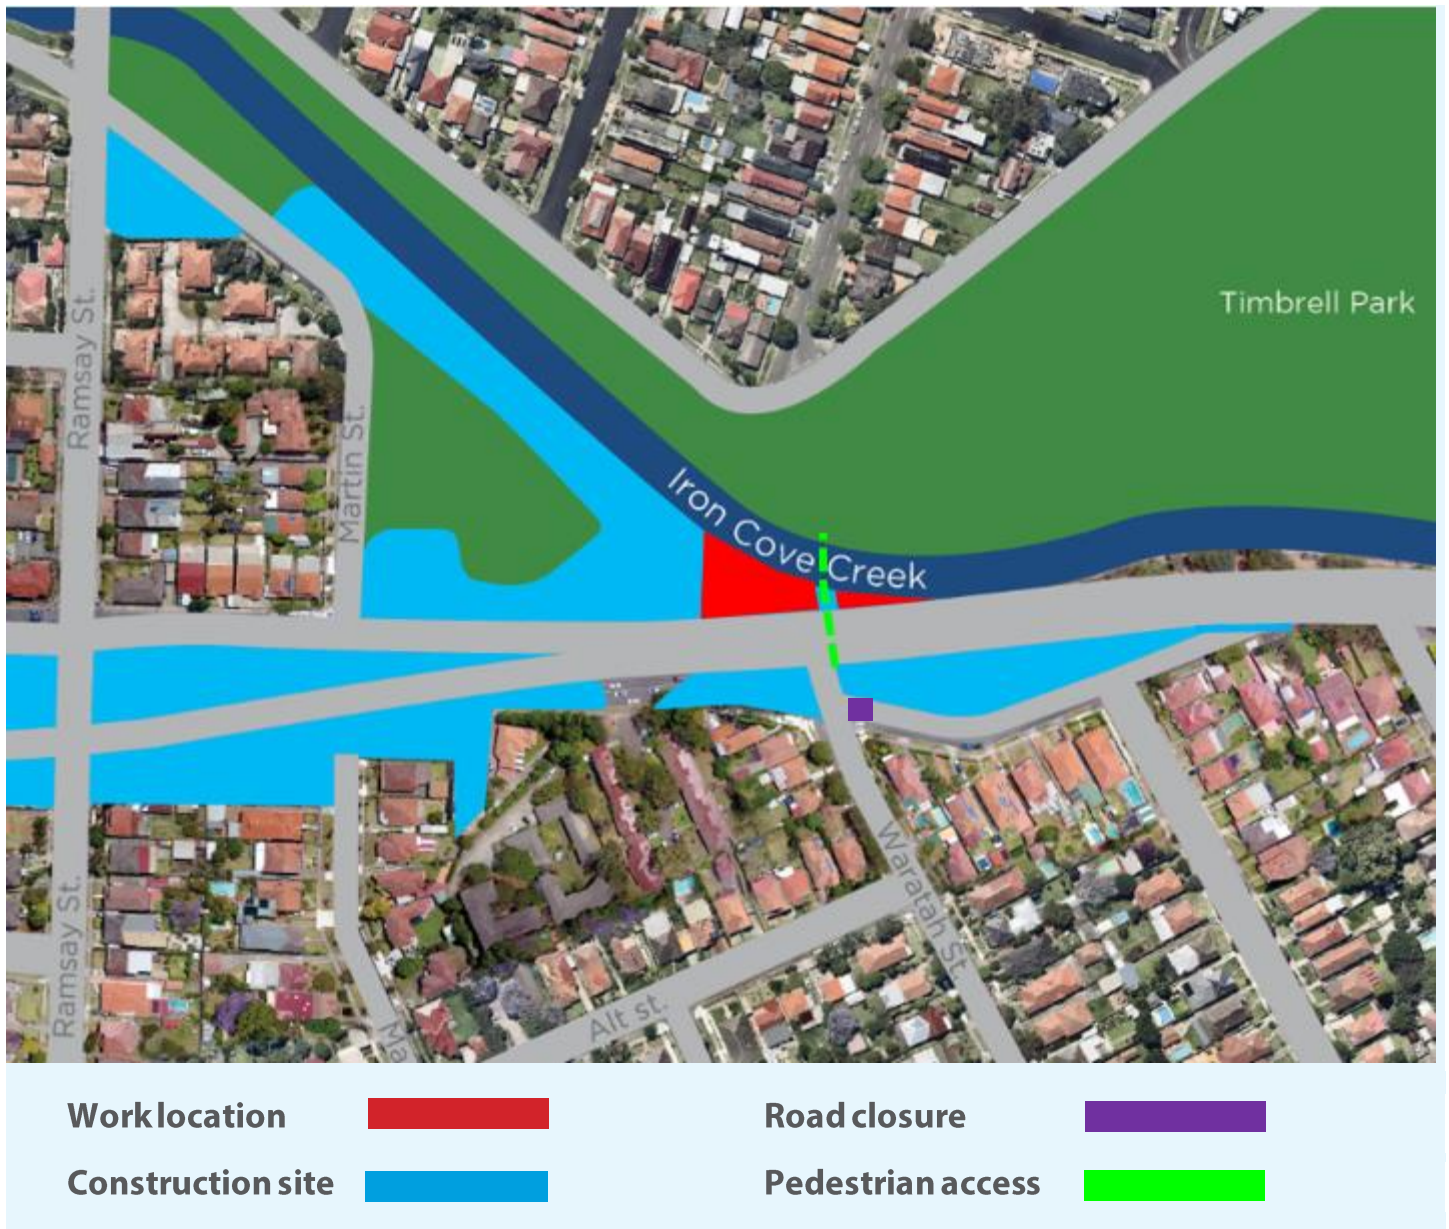 Timbrell Park
Ramsay St.
Martin St.
Iron Cove Creek
Waratah St.
Ramsay St.
Alt st.
Ma
Work location
Road closure
Construction site
Pedestrian access